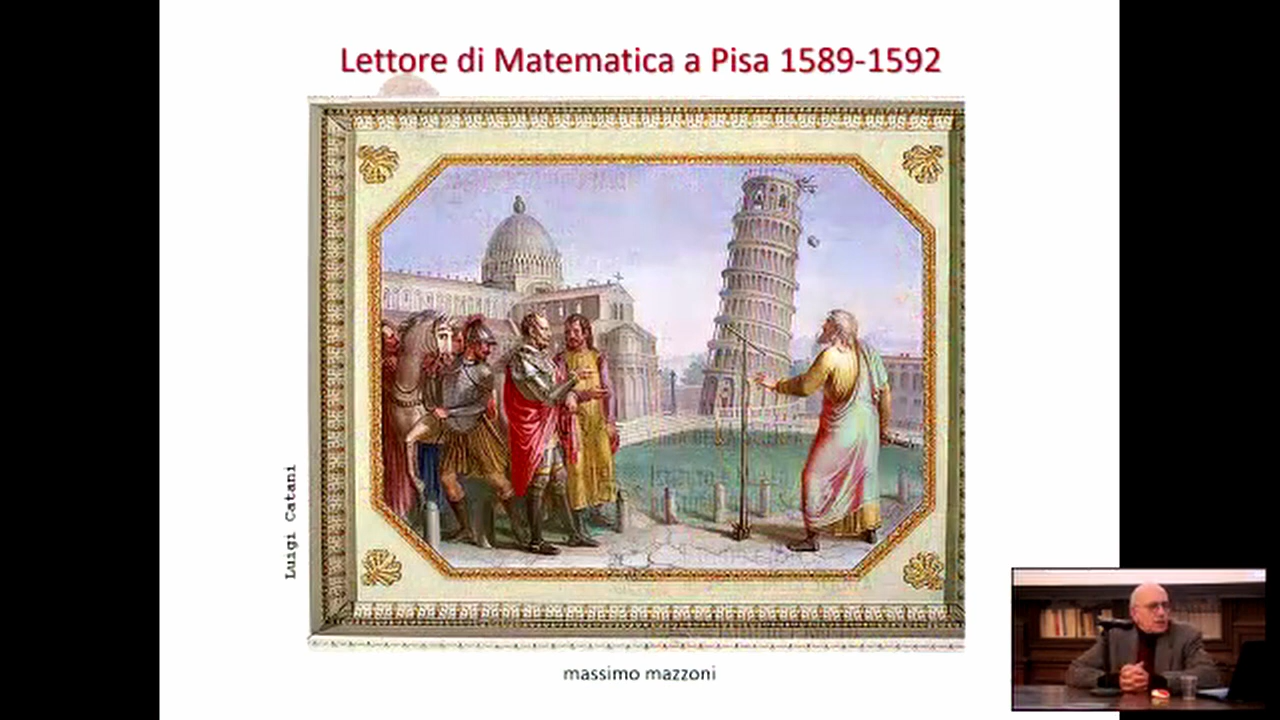 Lettore di Matematica a Pisa 1589-1592
Luigi Catani
massimo mazzoni